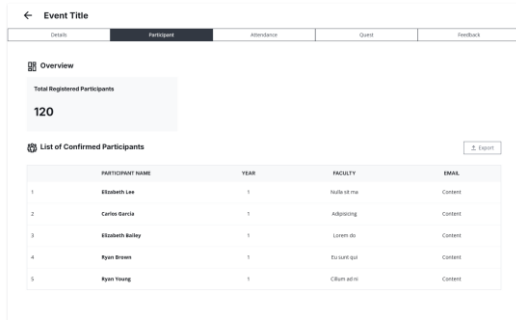 Event Title
Details Participant Attendance Quest Feedback
Overview
Total Registered Participants
120
List of Confirmed Participants Export
PARTICIPANT NAME YEAR FACULTY EMAIL
1 Elizabeth Lee 1 Nulla sit ma Content
2 Carlos Garcia 1 Adipiscing Content
3 Elizabeth Bailey 1 Lorem do Content
4 Ryan Brown 1 Eu sunt qui Content
5 Ryan Young 1 Cillum ad ni Content